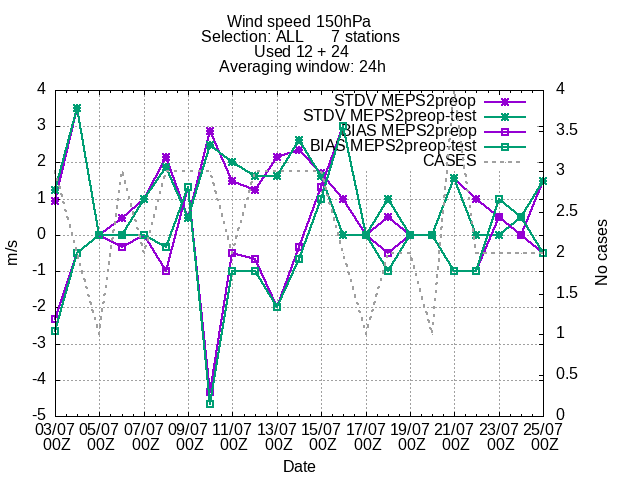 Wind speed 150hPa
Selection: ALL 7 stations
Used 12 + 24
Averaging window: 24h
STDV MEPS2preop
STDV MEPS2preop-test
BIAS MEPS2preop
BIAS MEPS2preop-test
CASES
4
3
2
1
0
-1
-2
-3
-4
-5
m/s
4
3.5
3
2.5
2
1.5
1
0.5
0
No cases
03/07 05/07 07/07 09/07 11/07 13/07 15/07 17/07 19/07 21/07 23/07 25/07
00Z 00Z 00Z 00Z 00Z 00Z 00Z 00Z 00Z 00Z 00Z 00Z
Date